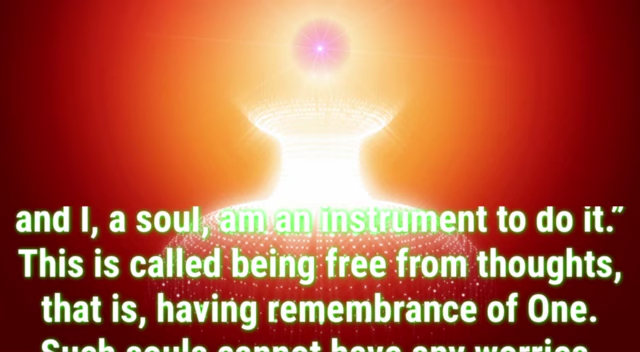 and I, a soul, am an instrument to do it.”
This is called being free from thoughts,
that is, having remembrance of One.
Such souls cannot have any worries